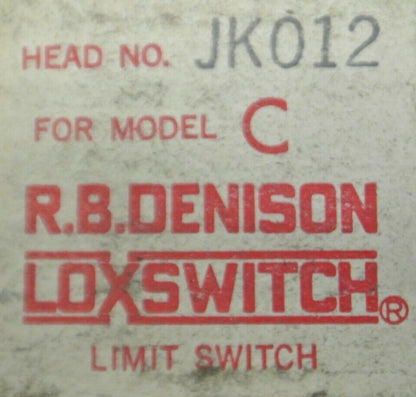 HEAD NO. JK012
FOR MODEL C
R.B.DENISON
LOXSWITCH®
LIMIT SWITCH